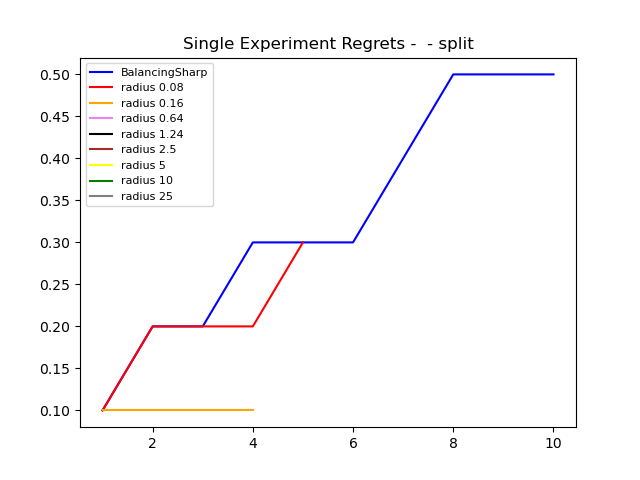 Single Experiment Regrets -  - split
BalancingSharp
radius 0.08
radius 0.16
radius 0.64
radius 1.24
radius 2.5
radius 5
radius 10
radius 25
0.50
0.45
0.40
0.35
0.30
0.25
0.20
0.15
0.10
2 4 6 8 10